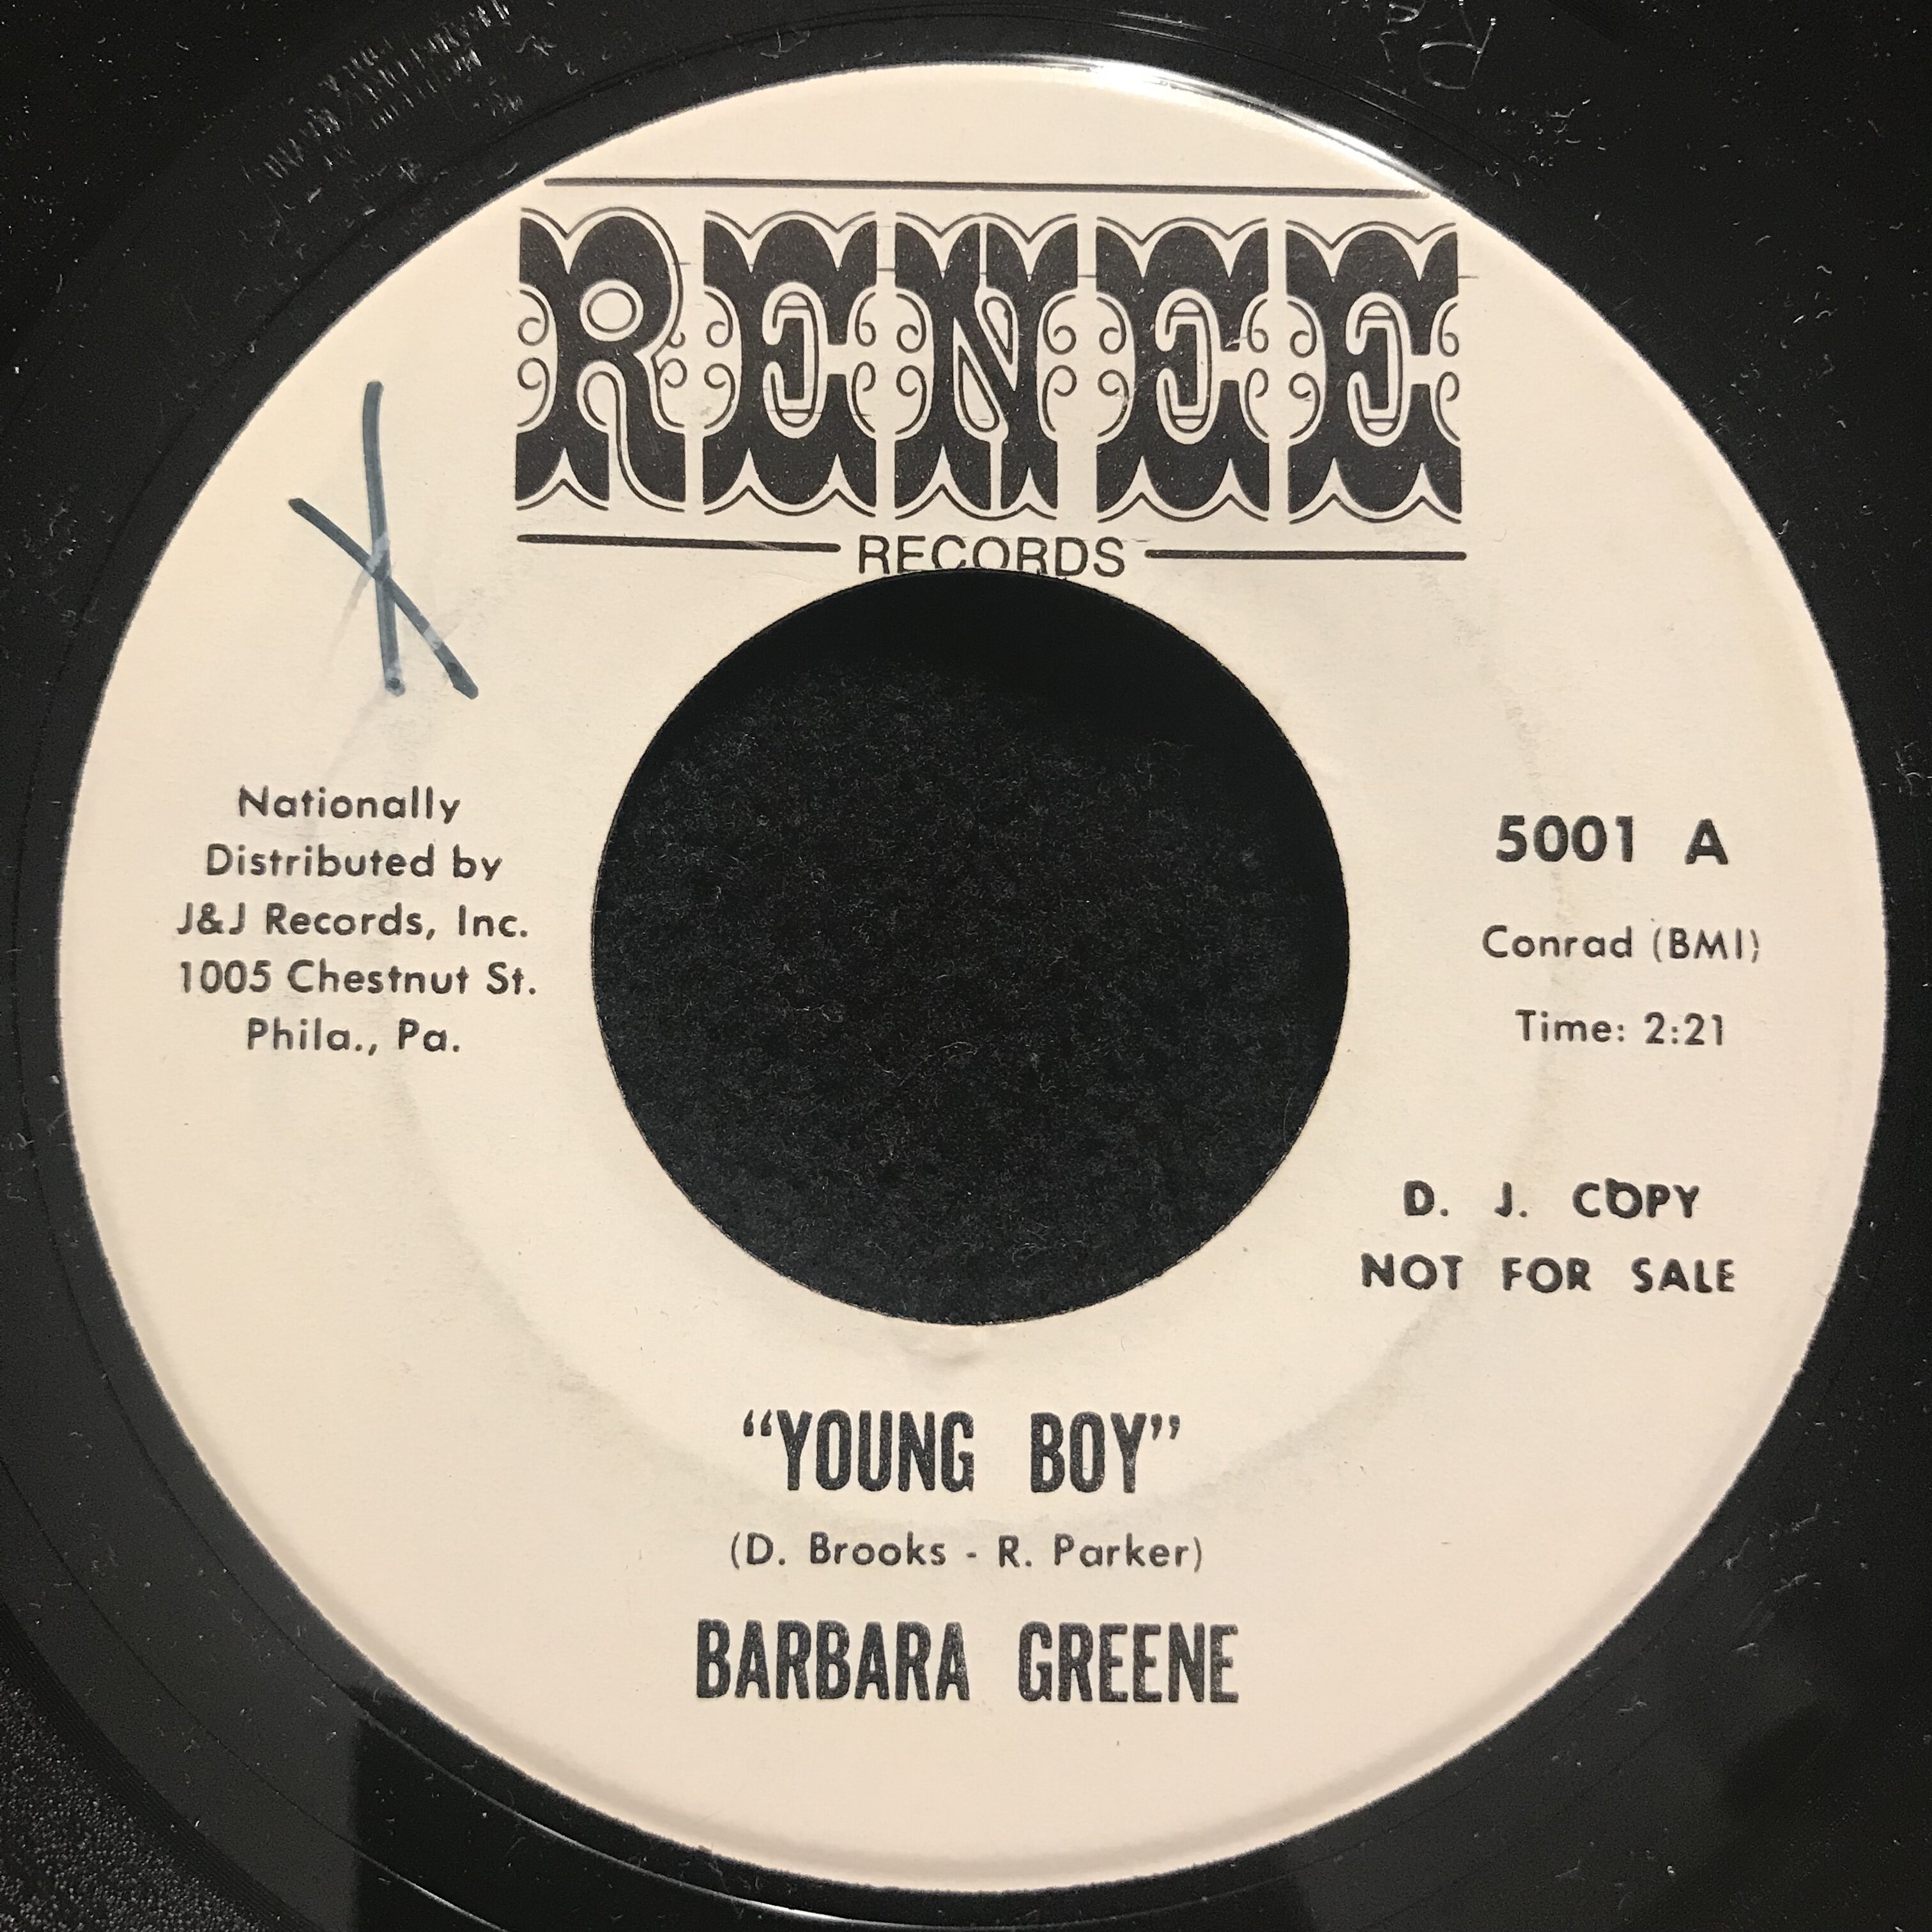 RENEE
RECORDS
Nationally
Distributed by
J&J Records, Inc.
1005 Chestnut St.
Phila., Pa.
5001 A
Conrad (BMI)
Time: 2:21
D. J. COPY
NOT FOR SALE
“YOUNG BOY”
(D. Brooks - R. Parker)
BARBARA GREENE